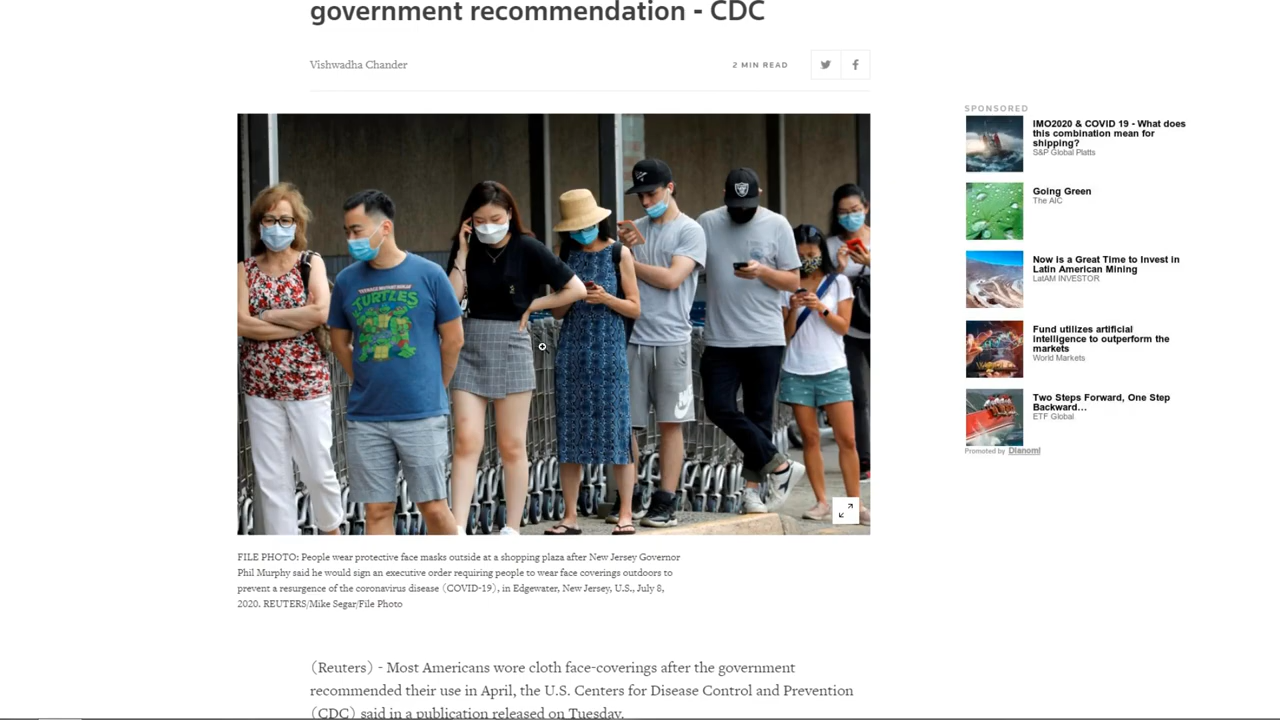 government recommendation - CDC
Vishwadha Chander
2 MIN READ
SPONSORED
IMO2020 & COVID 19 - What does
this combination mean for
shipping?
S&P Global Platts
Going Green
The AIC
Now is a Great Time to Invest in
Latin American Mining
LatAM INVESTOR
Fund utilizes artificial
intelligence to outperform the
markets
World Markets
Two Steps Forward, One Step
Backward…
ETF Global
Promoted by Dianomi
TURTLES
FILE PHOTO: People wear protective face masks outside at a shopping plaza after New Jersey Governor
Phil Murphy said he would sign an executive order requiring people to wear face coverings outdoors to
prevent a resurgence of the coronavirus disease (COVID-19), in Edgewater, New Jersey, U.S., July 8,
2020. REUTERS/Mike Segar/File Photo
(Reuters) - Most Americans wore cloth face-coverings after the government
recommended their use in April, the U.S. Centers for Disease Control and Prevention
(CDC) said in a publication released on Tuesday.